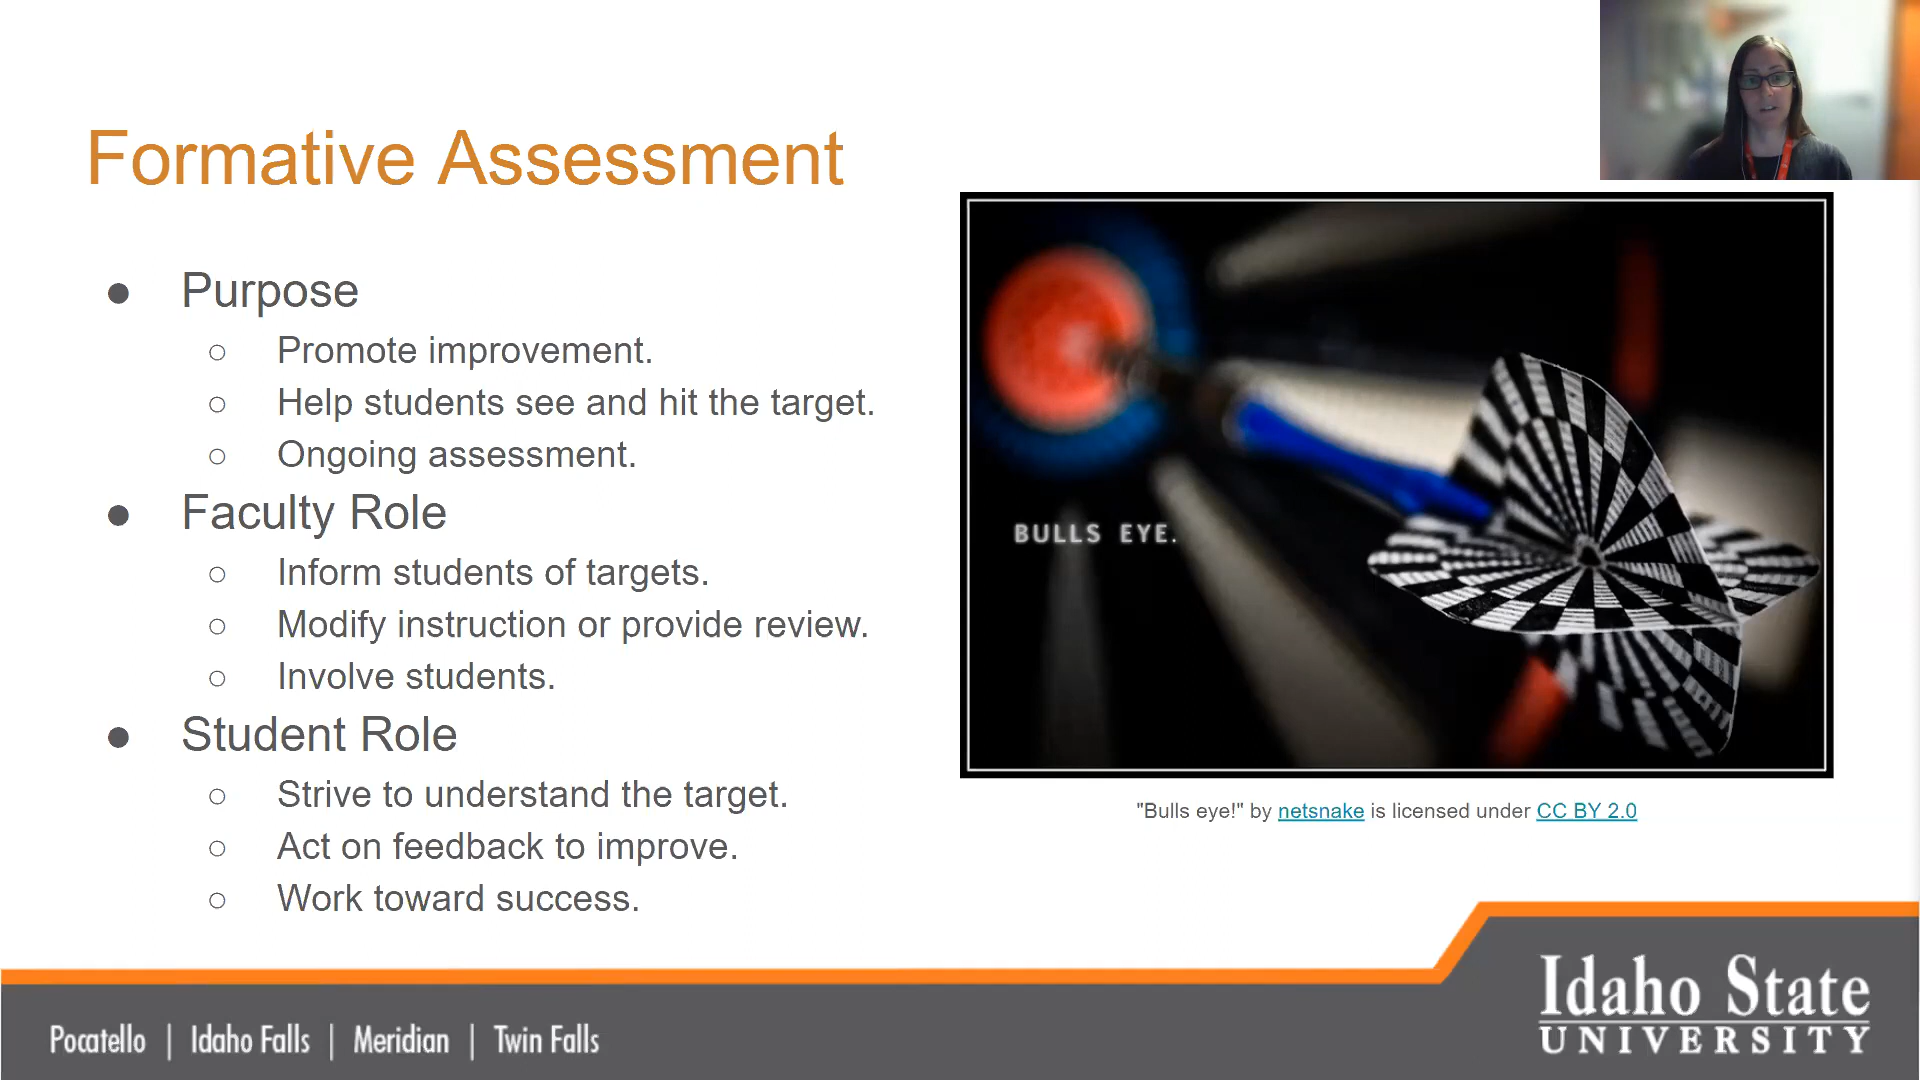 Formative Assessment
● Purpose
○ Promote improvement.
○ Help students see and hit the target.
○ Ongoing assessment.
● Faculty Role
○ Inform students of targets.
○ Modify instruction or provide review.
○ Involve students.
● Student Role
○ Strive to understand the target.
○ Act on feedback to improve.
○ Work toward success.
BULLS EYE.
"Bulls eye!" by netsnake is licensed under CC BY 2.0
Pocatello | Idaho Falls | Meridian | Twin Falls
Idaho State
UNIVERSITY